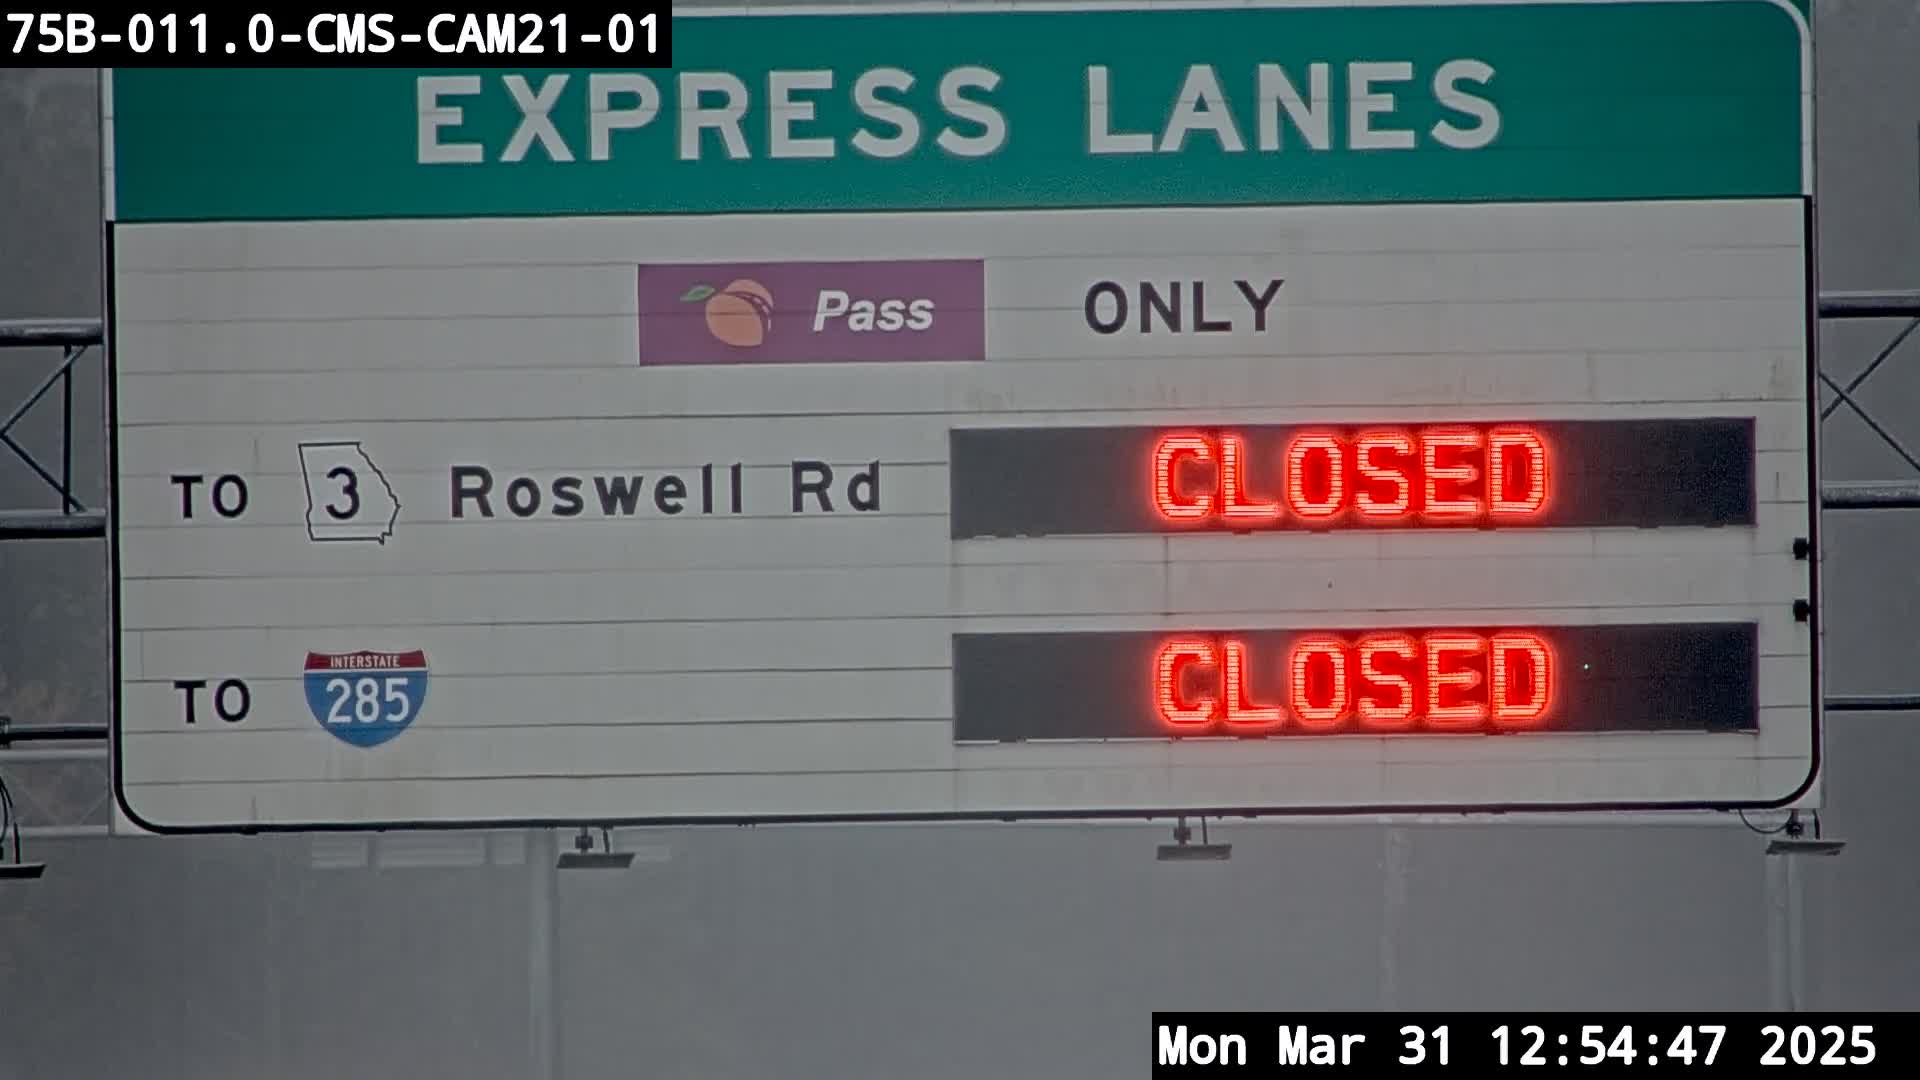 75B-011.0-CMS-CAM21-01
EXPRESS LANES
Pass ONLY
TO 3 Roswell Rd CLOSED
TO INTERSTATE 285 CLOSED
Mon Mar 31 12:54:47 2025